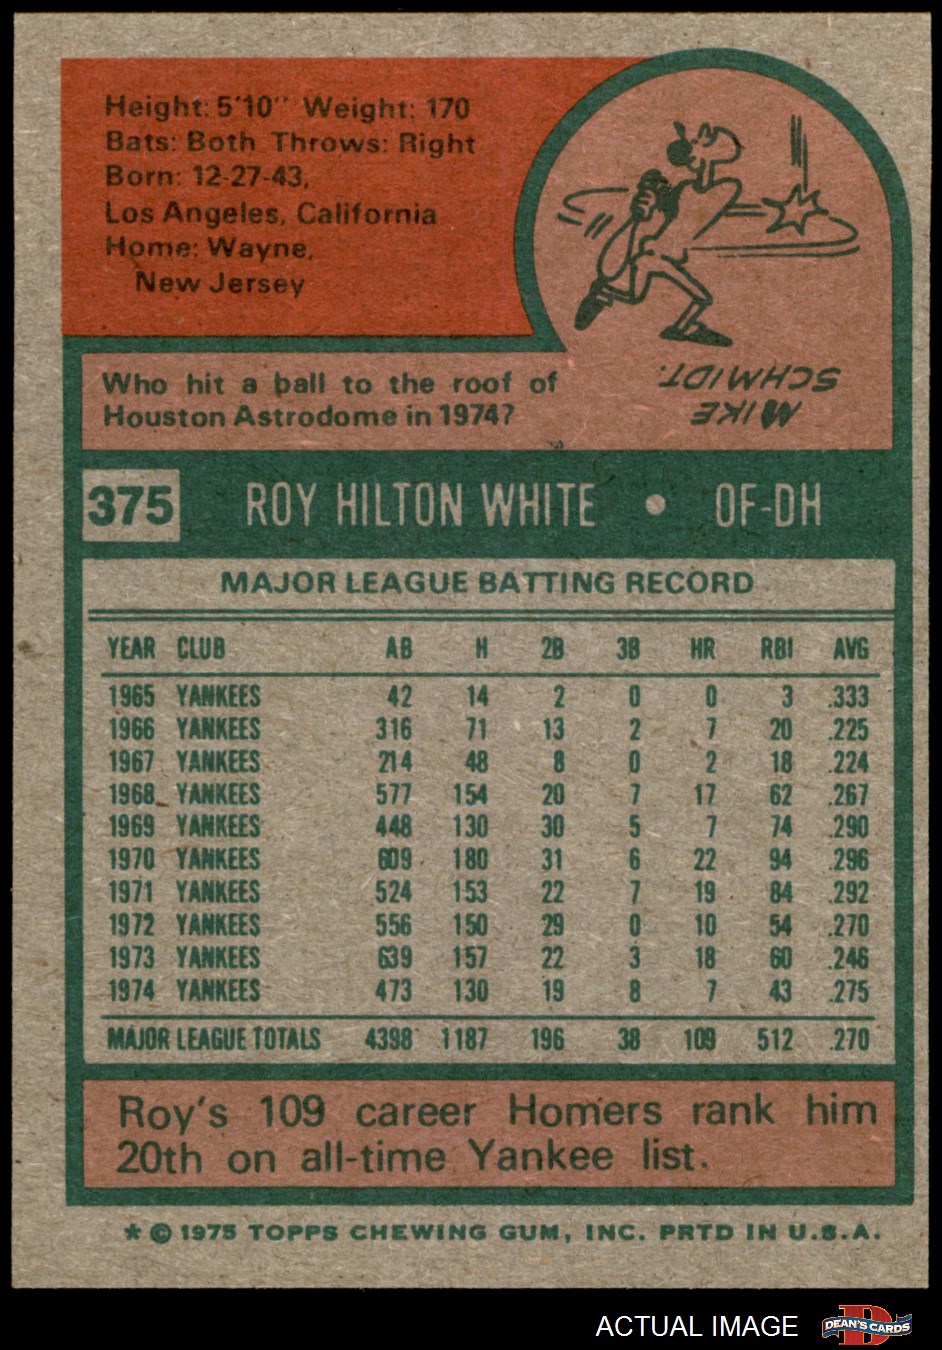 Height: 5'10" Weight: 170
Bats: Both Throws: Right
Born: 12-27-43,
Los Angeles, California
Home: Wayne,
New Jersey
Who hit a ball to the roof of
Houston Astrodome in 1974?
MIKE
SCHMIDT.
375 ROY HILTON WHITE • OF-DH
MAJOR LEAGUE BATTING RECORD
YEAR CLUB AB H 2B 3B HR RBI AVG
1965 YANKEES 42 14 2 0 0 3 .333
1966 YANKEES 316 71 13 2 7 20 .225
1967 YANKEES 214 48 8 0 2 18 .224
1968 YANKEES 577 154 20 7 17 62 .267
1969 YANKEES 448 130 30 5 7 74 .290
1970 YANKEES 609 180 31 6 22 94 .296
1971 YANKEES 524 153 22 7 19 84 .292
1972 YANKEES 556 150 29 0 10 54 .270
1973 YANKEES 639 157 22 3 18 60 .246
1974 YANKEES 473 130 19 8 7 43 .275
MAJOR LEAGUE TOTALS 4398 1187 196 38 109 512 .270
Roy's 109 career Homers rank him
20th on all-time Yankee list.
* © 1975 TOPPS CHEWING GUM, INC. PRTD IN U.S.A.
ACTUAL IMAGE
D
DEAN'S CARDS